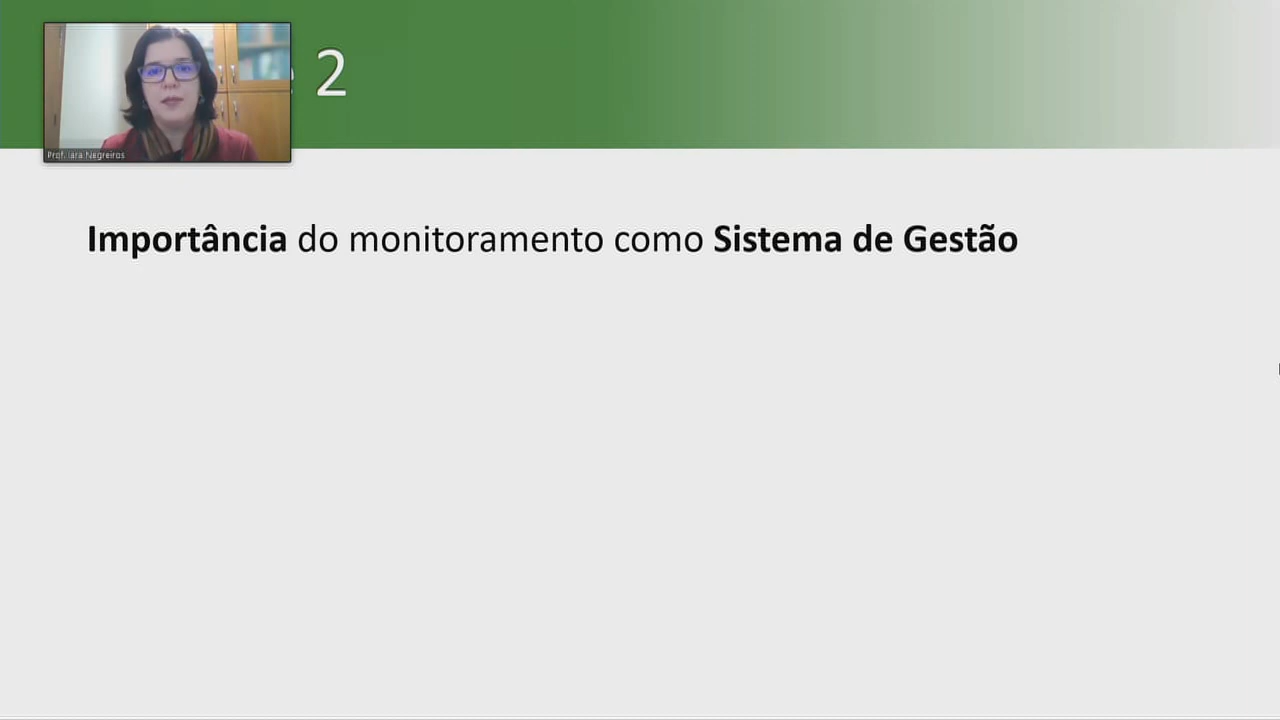 2
Prof. Iara Negreiros
Importância do monitoramento como Sistema de Gestão